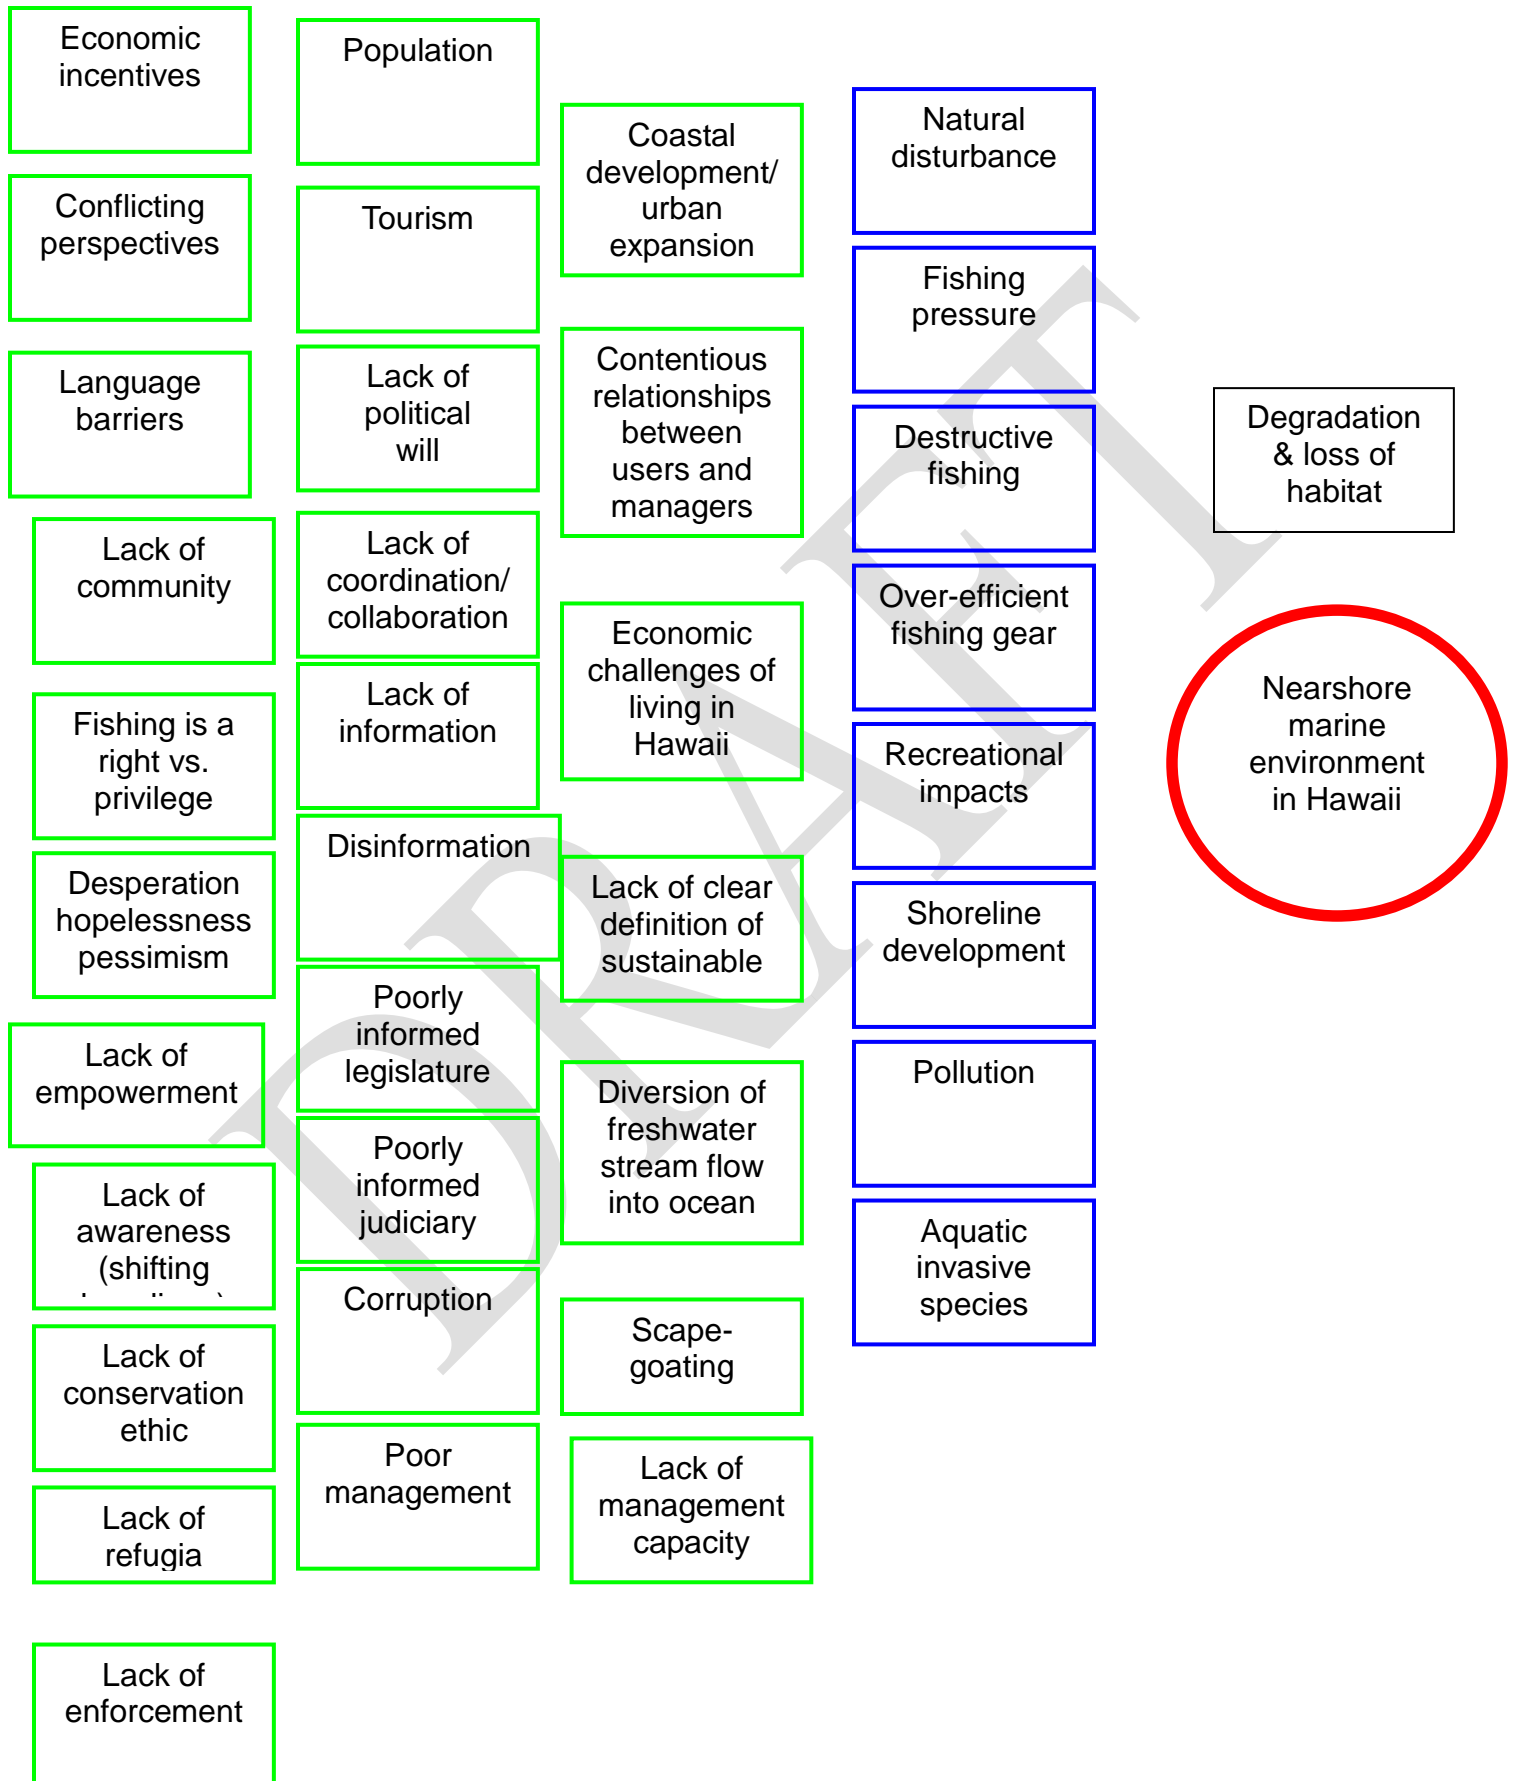 Economic
incentives
Conflicting
perspectives
Language
barriers
Lack of
community
Fishing is a
right vs.
privilege
Desperation
hopelessness
pessimism
Lack of
empowerment
Lack of
awareness
(shifting
Lack of
conservation
ethic
Lack of
refugia
Lack of
enforcement
Population
Tourism
Lack of
political
will
Lack of
coordination/
collaboration
Lack of
information
Disinformation
Poorly
informed
legislature
Poorly
informed
judiciary
Corruption
Poor
management
Coastal
development/
urban
expansion
Contentious
relationships
between
users and
managers
Economic
challenges of
living in
Hawaii
Lack of clear
definition of
sustainable
Diversion of
freshwater
stream flow
into ocean
Scape-
goating
Lack of
management
capacity
Natural
disturbance
Fishing
pressure
Destructive
fishing
Over-efficient
fishing gear
Recreational
impacts
Shoreline
development
Pollution
Aquatic
invasive
species
Degradation
& loss of
habitat
Nearshore
marine
environment
in Hawaii
DRAFT